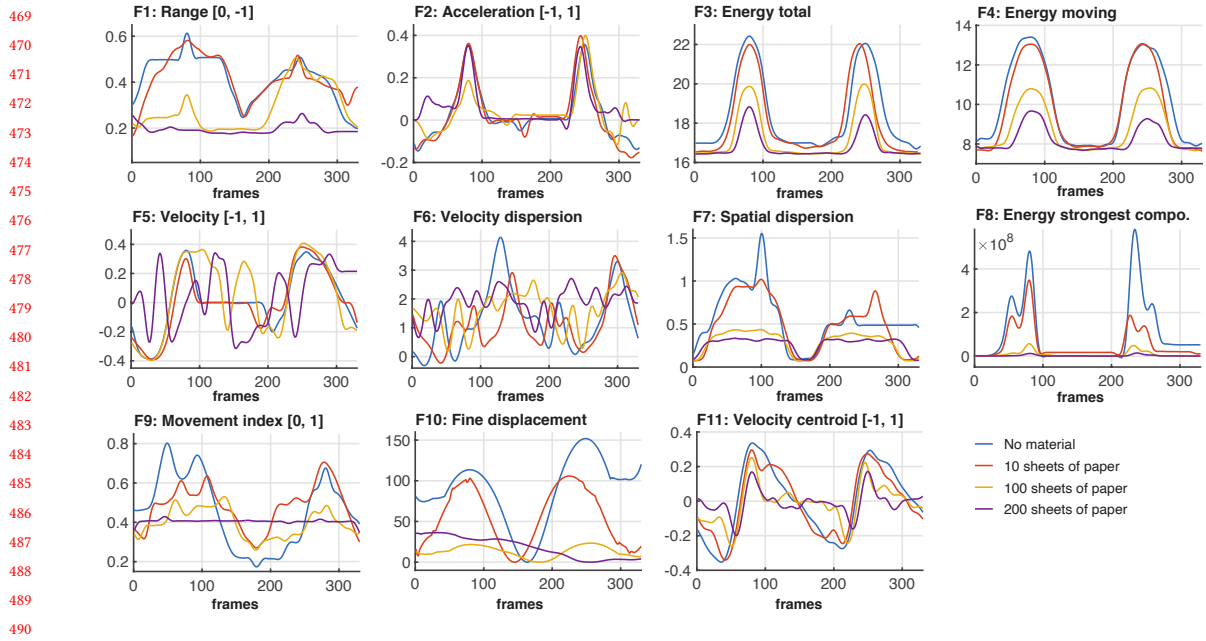 469
470
471
472
473
474
475
476
477
478
479
480
481
482
483
484
485
486
487
488
489
490
F1: Range [0, -1]
0.6
0.4
0.2
0 100 200 300
frames
F2: Acceleration [-1, 1]
0.4
0.2
0
-0.2
0 100 200 300
frames
F3: Energy total
22
20
18
16
0 100 200 300
frames
F4: Energy moving
14
12
10
8
0 100 200 300
frames
F5: Velocity [-1, 1]
0.4
0.2
0
-0.2
-0.4
0 100 200 300
frames
F6: Velocity dispersion
4
3
2
1
0
0 100 200 300
frames
F7: Spatial dispersion
1.5
1
0.5
0
0 100 200 300
frames
F8: Energy strongest compo.
×10⁸
4
2
0
0 100 200 300
frames
F9: Movement index [0, 1]
0.8
0.6
0.4
0.2
0 100 200 300
frames
F10: Fine displacement
150
100
50
0
0 100 200 300
frames
F11: Velocity centroid [-1, 1]
0.4
0.2
0
-0.2
-0.4
0 100 200 300
frames
No material
10 sheets of paper
100 sheets of paper
200 sheets of paper